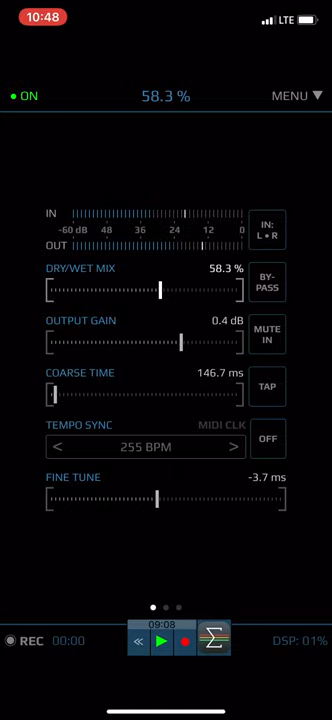 10:48
LTE
ON
58.3 %
MENU ▼
IN
-60 dB 48 36 24 12 0
OUT
IN:
L • R
DRY/WET MIX 58.3 %
BY-
PASS
OUTPUT GAIN 0.4 dB
MUTE
IN
COARSE TIME 146.7 ms
TAP
TEMPO SYNC MIDI CLK
< 255 BPM >
OFF
FINE TUNE -3.7 ms
09:08
REC 00:00
Σ
DSP: 01%